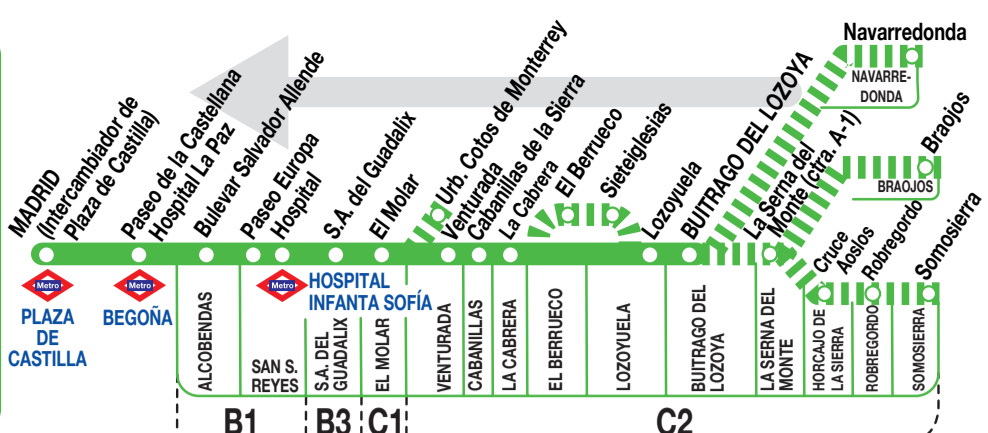 MADRID
(Intercambiador de
Plaza de Castilla)
Paseo de la Castellana
Hospital La Paz
Bulevar Salvador Allende
Paseo Europa
Hospital
S.A. del Guadalix
El Molar
Urb. Cotos de Monterrey
Venturada
Cabanillas de la Sierra
La Cabrera
El Berrueco
Sieteiglesias
Lozoyuela
BUITRAGO DEL LOZOYA
La Serna del
Monte (ctra. A-1)
Navarredonda
NAVARRE-
DONDA
Braojos
BRAOJOS
Cruce
Aoslos
Robregordo
Somosierra
Metro
PLAZA
DE
CASTILLA
Metro
BEGOÑA
Metro
HOSPITAL
INFANTA SOFÍA
ALCOBENDAS
SAN S.
REYES
S.A. DEL
GUADALIX
EL MOLAR
VENTURADA
CABANILLAS
LA CABRERA
EL BERRUECO
LOZOYUELA
BUITRAGO DEL
LOZOYA
LA SERNA DEL
MONTE
HORCAJO DE
LA SIERRA
ROBREGORDO
SOMOSIERRA
B1
B3
C1
C2